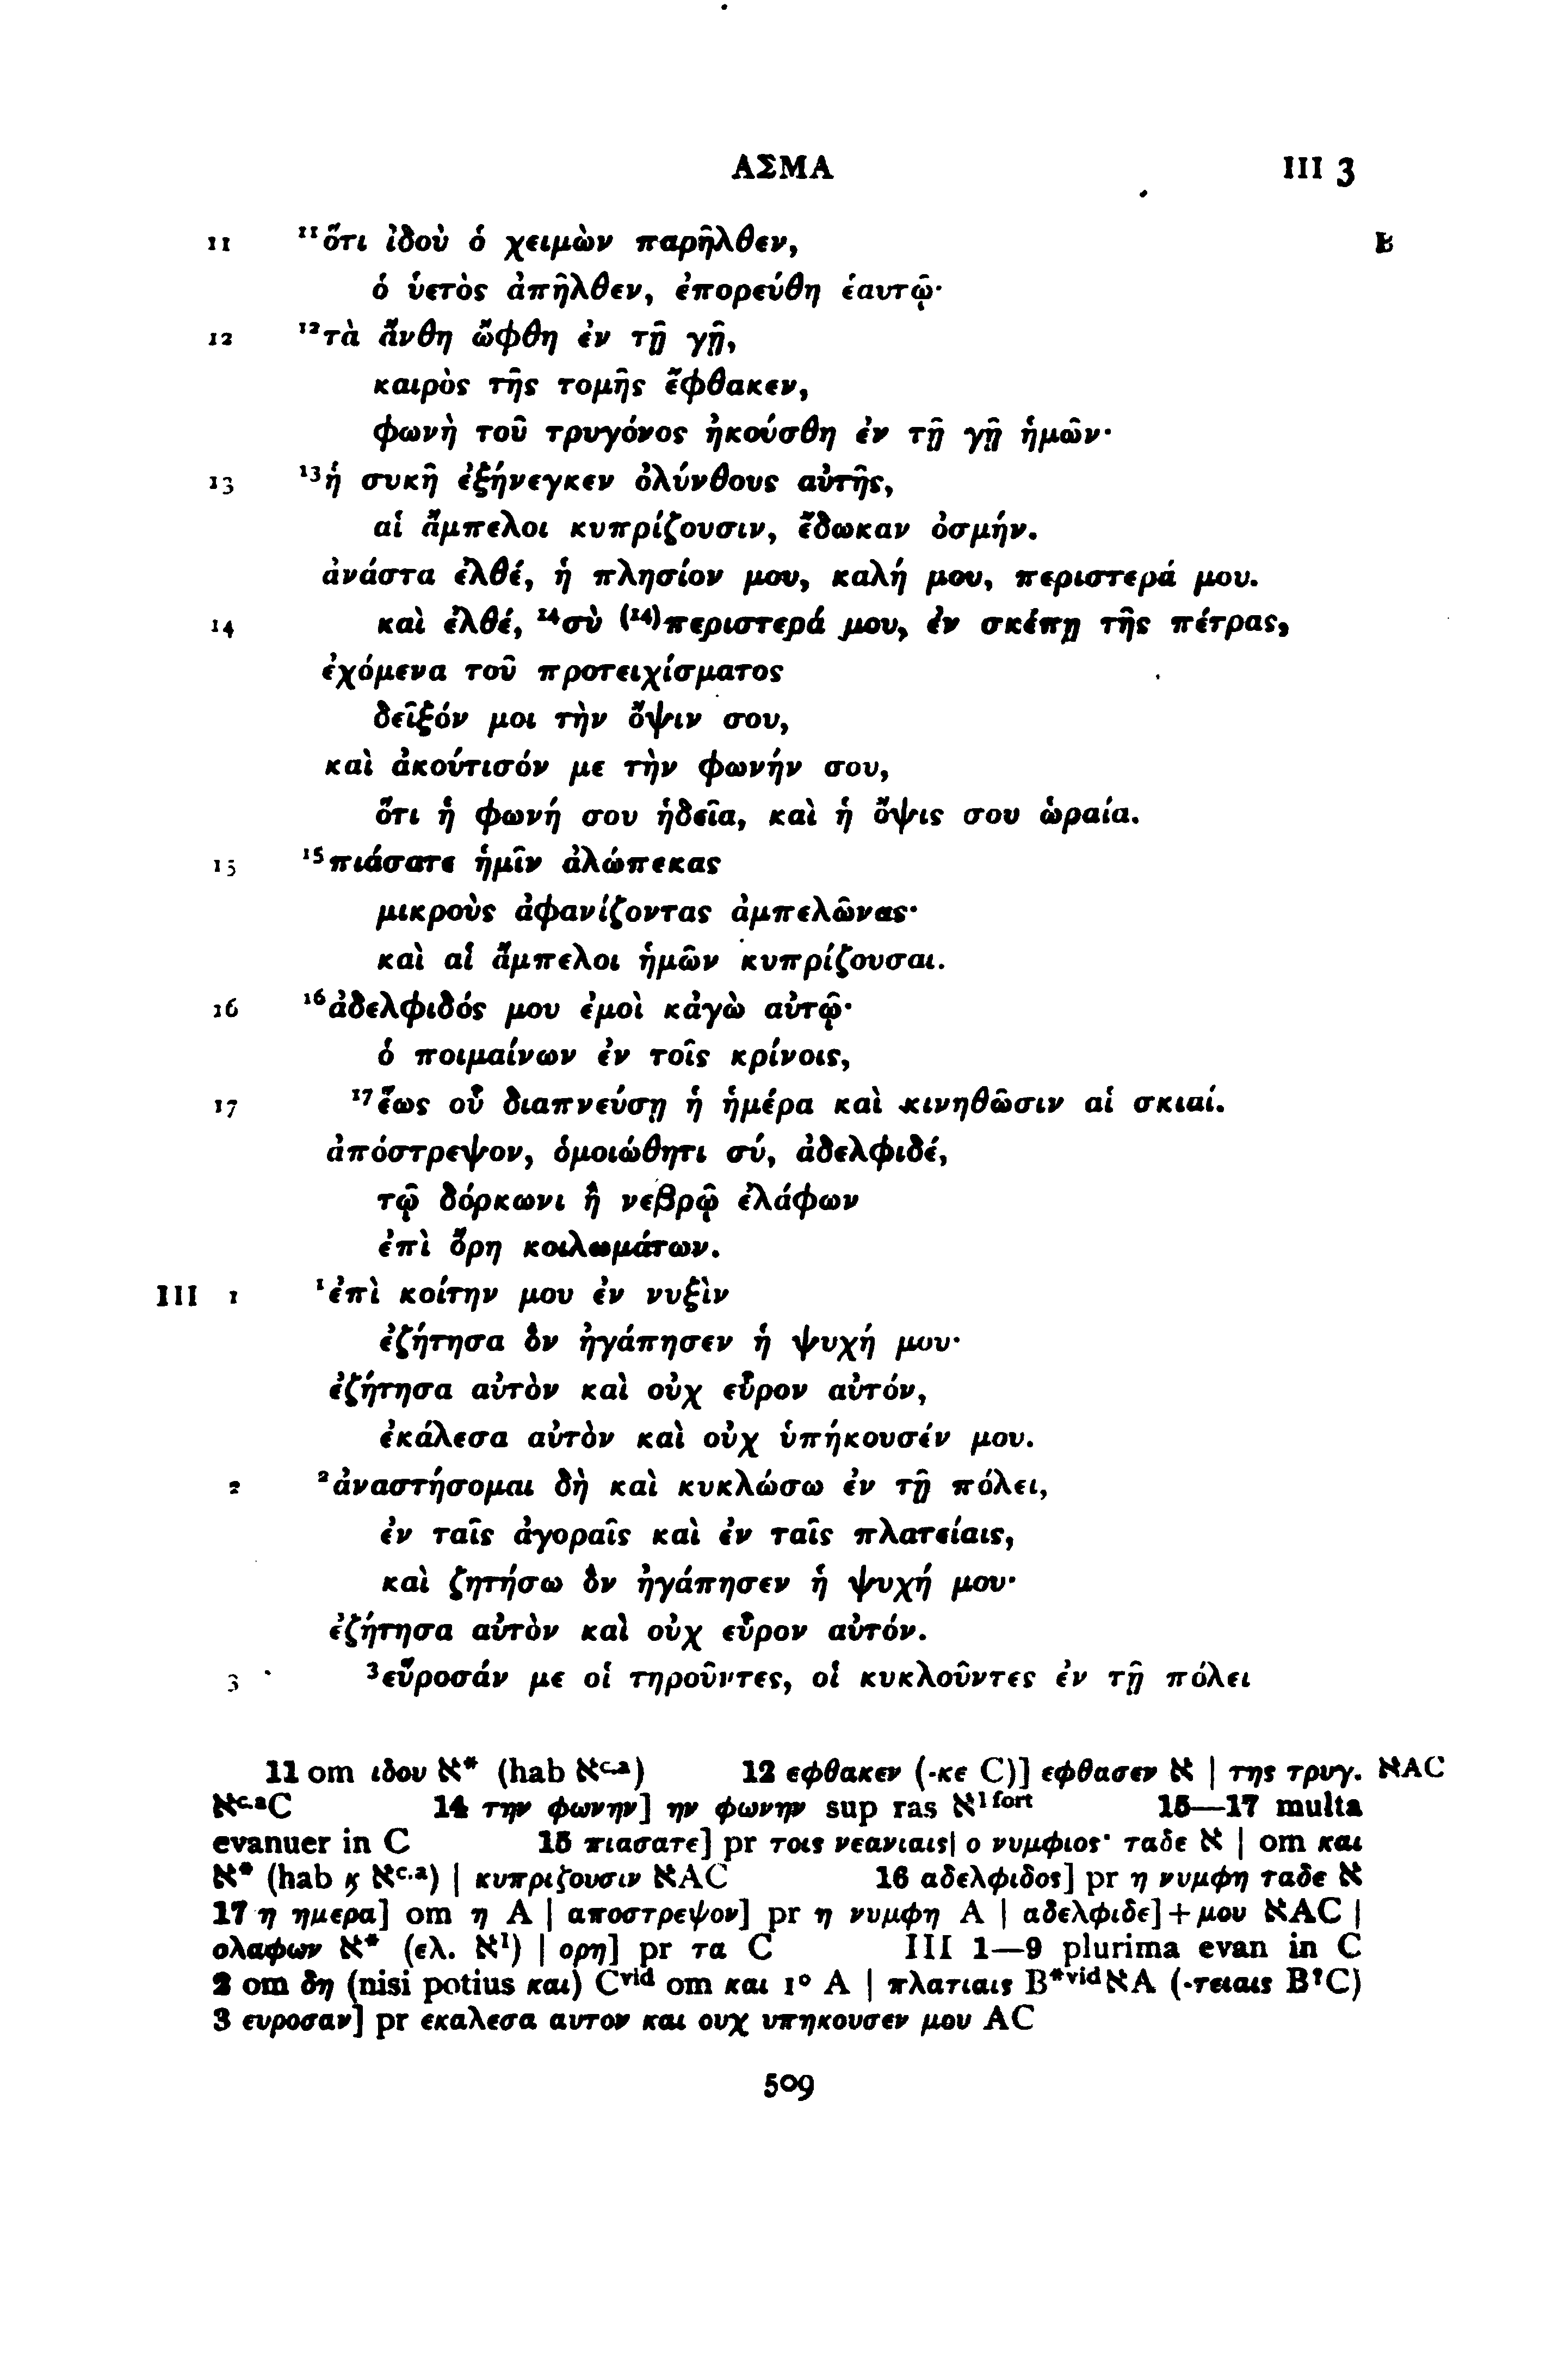 ΑΣΜΑ III 3
11 ¹¹ὅτι ἰδοὺ ὁ χειμὼν παρῆλθεν, B
ὁ ὑετὸς ἀπῆλθεν, ἐπορεύθη ἑαυτῷ·
12 ¹²τὰ ἄνθη ὤφθη ἐν τῇ γῇ,
καιρὸς τῆς τομῆς ἔφθακεν,
φωνὴ τοῦ τρυγόνος ἠκούσθη ἐν τῇ γῇ ἡμῶν·
13 ¹³ἡ συκῆ ἐξήνεγκεν ὀλύνθους αὐτῆς,
αἱ ἄμπελοι κυπρίζουσιν, ἔδωκαν ὀσμήν.
ἀνάστα ἐλθέ, ἡ πλησίον μου, καλή μου, περιστερά μου.
14 καὶ ἐλθέ, ¹⁴σὺ (¹⁴)περιστερά μου, ἐν σκέπῃ τῆς πέτρας,
ἐχόμενα τοῦ προτειχίσματος
δεῖξόν μοι τὴν ὄψιν σου,
καὶ ἀκούτισόν με τὴν φωνήν σου,
ὅτι ἡ φωνή σου ἡδεῖα, καὶ ἡ ὄψις σου ὡραία.
15 ¹⁵πιάσατε ἡμῖν ἀλώπεκας
μικροὺς ἀφανίζοντας ἀμπελῶνας·
καὶ αἱ ἄμπελοι ἡμῶν κυπρίζουσαι.
16 ¹⁶ἀδελφιδός μου ἐμοὶ κἀγὼ αὐτῷ·
ὁ ποιμαίνων ἐν τοῖς κρίνοις,
17 ¹⁷ἕως οὗ διαπνεύσῃ ἡ ἡμέρα καὶ κινηθῶσιν αἱ σκιαί.
ἀπόστρεψον, ὁμοιώθητι σύ, ἀδελφιδέ,
τῷ δόρκωνι ἢ νεβρῷ ἐλάφων
ἐπὶ ὄρη κοιλωμάτων.
III 1 ¹ἐπὶ κοίτην μου ἐν νυξὶν
ἐζήτησα ὃν ἠγάπησεν ἡ ψυχή μου·
ἐζήτησα αὐτὸν καὶ οὐχ εὗρον αὐτόν,
ἐκάλεσα αὐτὸν καὶ οὐχ ὑπήκουσέν μου.
2 ²ἀναστήσομαι δὴ καὶ κυκλώσω ἐν τῇ πόλει,
ἐν ταῖς ἀγοραῖς καὶ ἐν ταῖς πλατείαις,
καὶ ζητήσω ὃν ἠγάπησεν ἡ ψυχή μου·
ἐζήτησα αὐτὸν καὶ οὐχ εὗρον αὐτόν.
3 ³εὕροσάν με οἱ τηροῦντες, οἱ κυκλοῦντες ἐν τῇ πόλει
11 om ιδου ℵ* (hab ℵᶜ·ᵃ) 12 εφθακεν (-κε C)] εφθασεν ℵ | της τρυγ. ℵAC
ℵᶜ·ᵃC 14 την φωνην] ην φωνην sup ras ℵ¹ ᶠᵒʳᵗ 15—17 multa
evanuer in C 15 πιασατε] pr τοις νεανιαις| ο νυμφιος· ταδε ℵ | om και
ℵ* (hab ϗ ℵᶜ·ᵃ) | κυπριζουσιν ℵAC 16 αδελφιδος] pr η νυμφη ταδε ℵ
17 η ημερα] om η A | αποστρεψον] pr η νυμφη A | αδελφιδε]+μου ℵAC |
ολαφων ℵ* (ελ. ℵ¹) | ορη] pr τα C III 1—9 plurima evan in C
2 om δη (nisi potius και) Cᵛⁱᵈ om και 1° A | πλατιαις B*ᵛⁱᵈℵA (-τειαις BˀC)
3 ευροσαν] pr εκαλεσα αυτον και ουχ υπηκουσεν μου AC
509